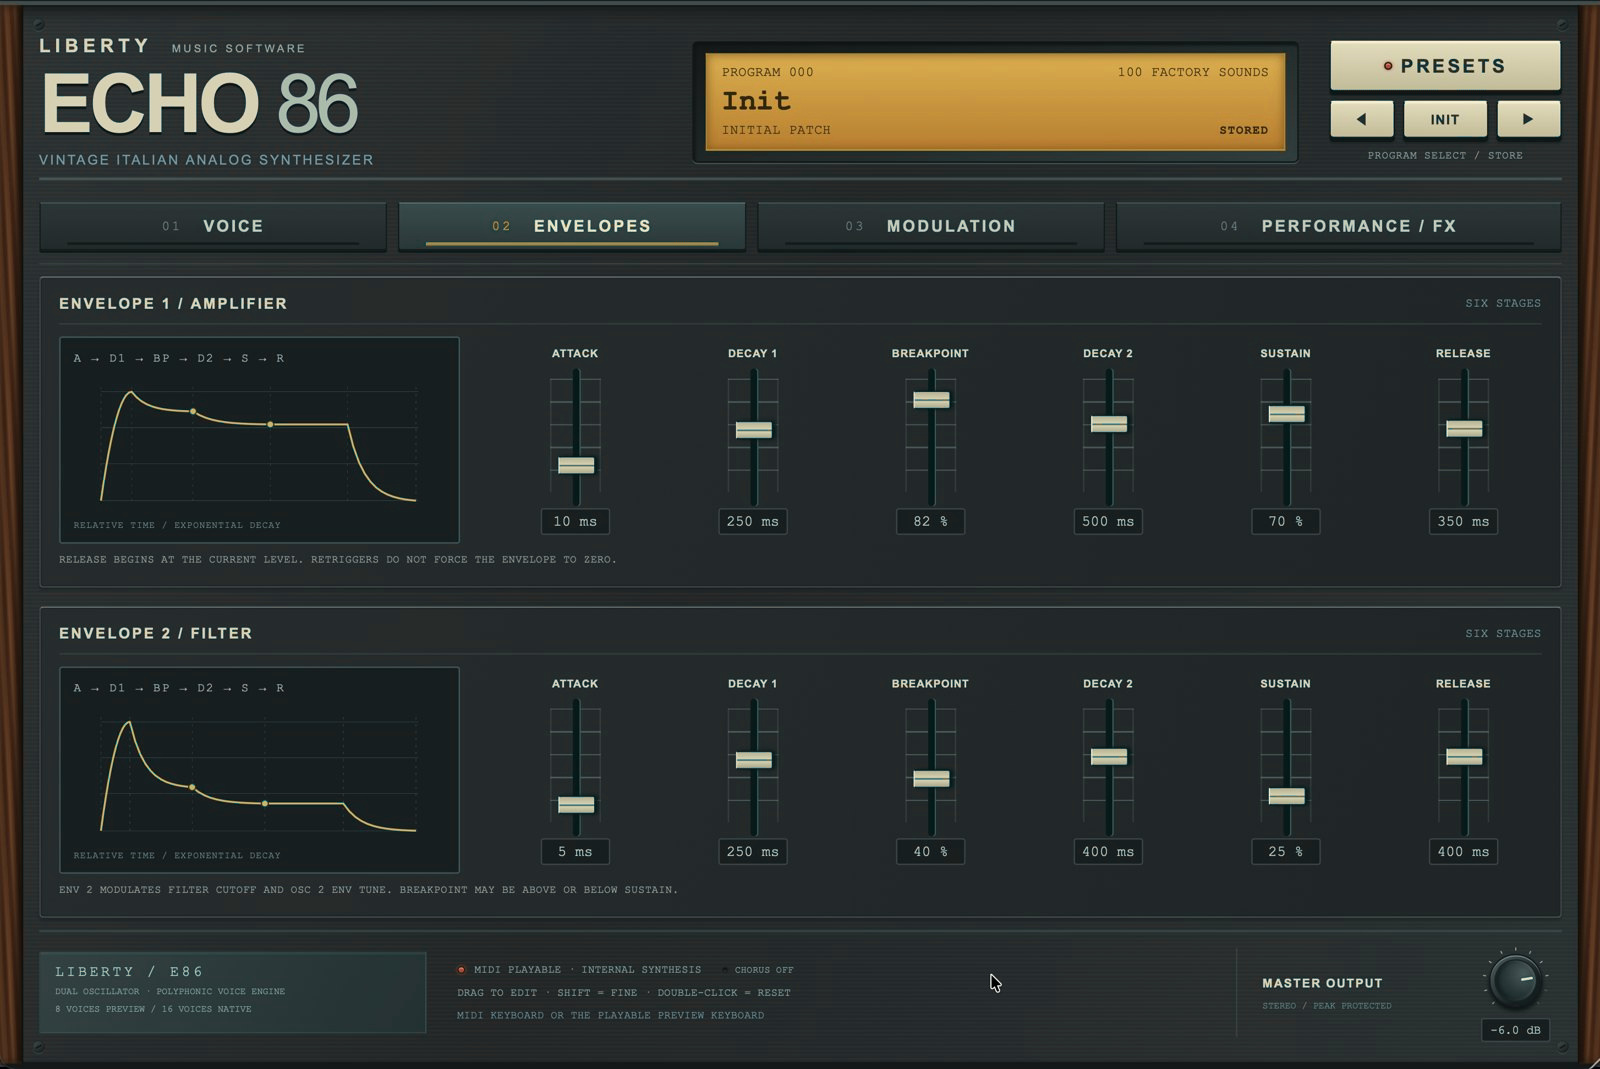 LIBERTY MUSIC SOFTWARE
ECHO 86
VINTAGE ITALIAN ANALOG SYNTHESIZER
PROGRAM 000 100 FACTORY SOUNDS
Init
INITIAL PATCH STORED
PRESETS
◀ INIT ▶
PROGRAM SELECT / STORE
01 VOICE
02 ENVELOPES
03 MODULATION
04 PERFORMANCE / FX
ENVELOPE 1 / AMPLIFIER SIX STAGES
A → D1 → BP → D2 → S → R
RELATIVE TIME / EXPONENTIAL DECAY
ATTACK DECAY 1 BREAKPOINT DECAY 2 SUSTAIN RELEASE
10 ms 250 ms 82 % 500 ms 70 % 350 ms
RELEASE BEGINS AT THE CURRENT LEVEL. RETRIGGERS DO NOT FORCE THE ENVELOPE TO ZERO.
ENVELOPE 2 / FILTER SIX STAGES
A → D1 → BP → D2 → S → R
RELATIVE TIME / EXPONENTIAL DECAY
ATTACK DECAY 1 BREAKPOINT DECAY 2 SUSTAIN RELEASE
5 ms 250 ms 40 % 400 ms 25 % 400 ms
ENV 2 MODULATES FILTER CUTOFF AND OSC 2 ENV TUNE. BREAKPOINT MAY BE ABOVE OR BELOW SUSTAIN.
LIBERTY / E86
DUAL OSCILLATOR · POLYPHONIC VOICE ENGINE
8 VOICES PREVIEW / 16 VOICES NATIVE
MIDI PLAYABLE · INTERNAL SYNTHESIS CHORUS OFF
DRAG TO EDIT · SHIFT = FINE · DOUBLE-CLICK = RESET
MIDI KEYBOARD OR THE PLAYABLE PREVIEW KEYBOARD
MASTER OUTPUT
STEREO / PEAK PROTECTED
-6.0 dB